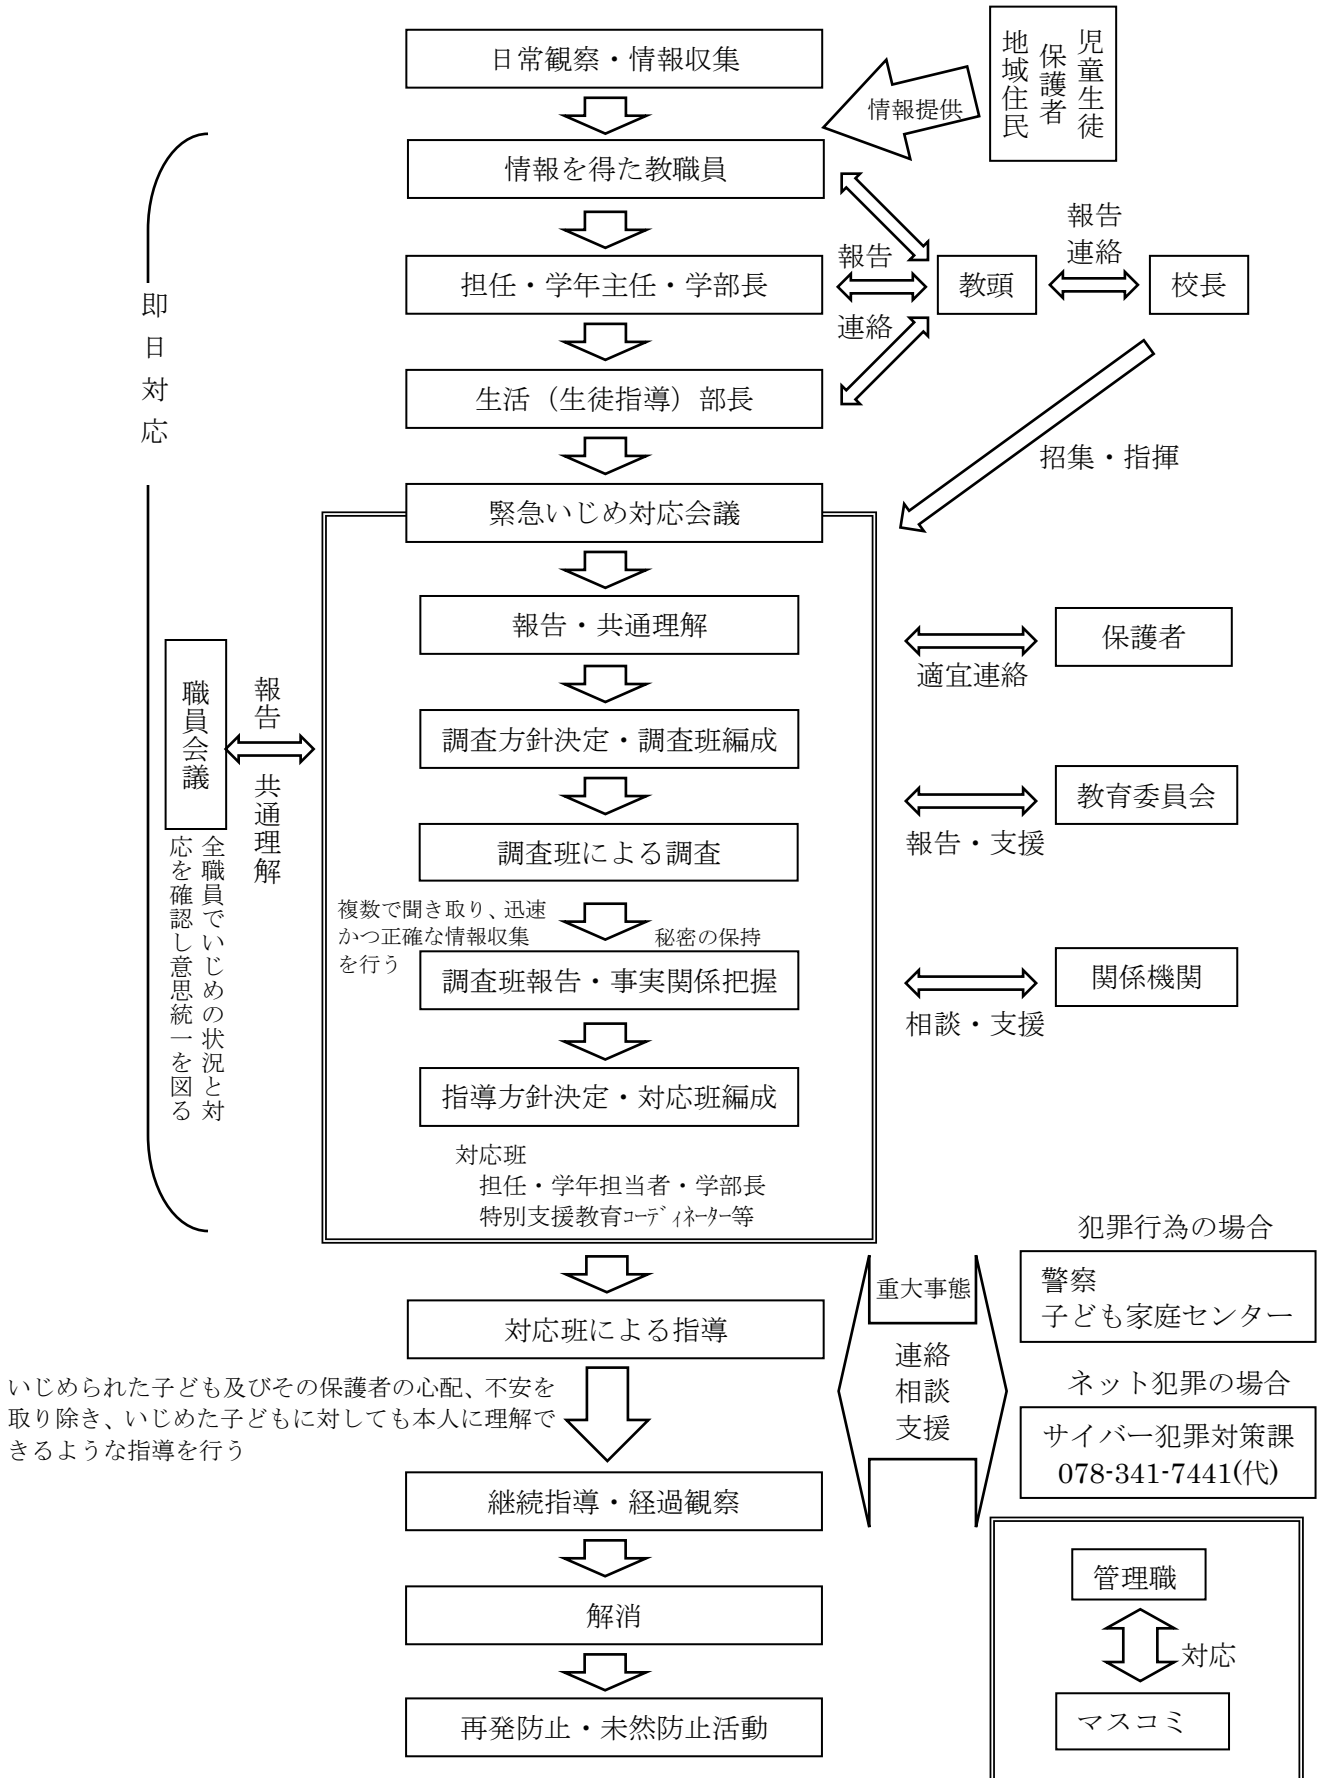 日常観察・情報収集
児童生徒
保護者
地域住民
情報提供
情報を得た教職員
報告
連絡
担任・学年主任・学部長
報告
連絡
教頭
校長
即日対応
生活（生徒指導）部長
招集・指揮
緊急いじめ対応会議
報告・共通理解
保護者
適宜連絡
職員会議
報告
共通理解
全職員でいじめの状況と対
応を確認し意思統一を図る
調査方針決定・調査班編成
教育委員会
報告・支援
調査班による調査
複数で聞き取り、迅速
かつ正確な情報収集
を行う
秘密の保持
調査班報告・事実関係把握
関係機関
相談・支援
指導方針決定・対応班編成
対応班
担任・学年担当者・学部長
特別支援教育ｺｰﾃﾞｨﾈｰﾀｰ等
犯罪行為の場合
警察
子ども家庭センター
重大事態
連絡
相談
支援
対応班による指導
ネット犯罪の場合
サイバー犯罪対策課
078-341-7441(代)
いじめられた子ども及びその保護者の心配、不安を
取り除き、いじめた子どもに対しても本人に理解で
きるような指導を行う
継続指導・経過観察
管理職
対応
マスコミ
解消
再発防止・未然防止活動